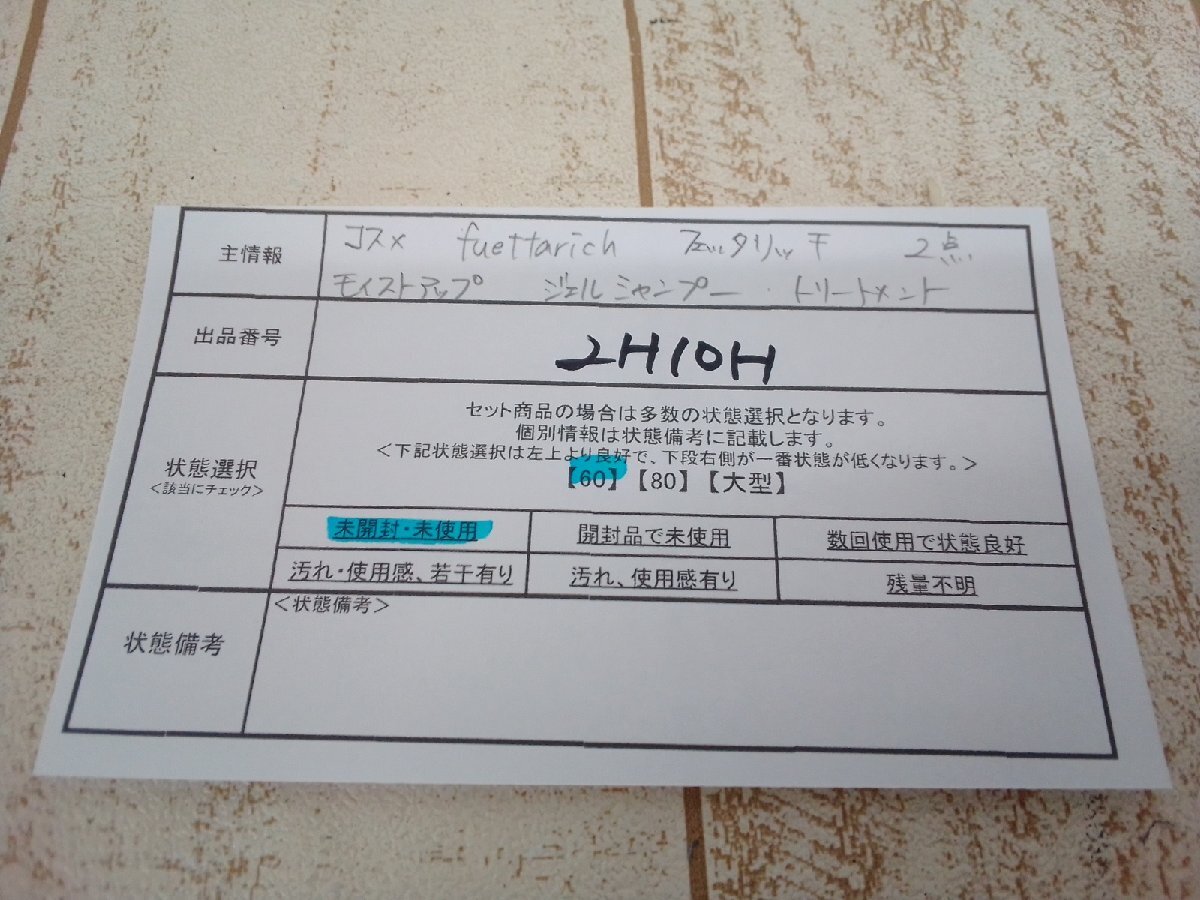 主情報
コスメ fuettarich フェッタリッチ 2点
モイストアップ ジェルシャンプー・トリートメント
出品番号
2H10H
状態選択
<該当にチェック>
セット商品の場合は多数の状態選択となります。
個別情報は状態備考に記載します。
<下記状態選択は左上より良好で、下段右側が一番状態が低くなります。>
【60】【80】【大型】
未開封・未使用 開封品で未使用 数回使用で状態良好
汚れ・使用感、若干有り 汚れ、使用感有り 残量不明
状態備考
<状態備考>